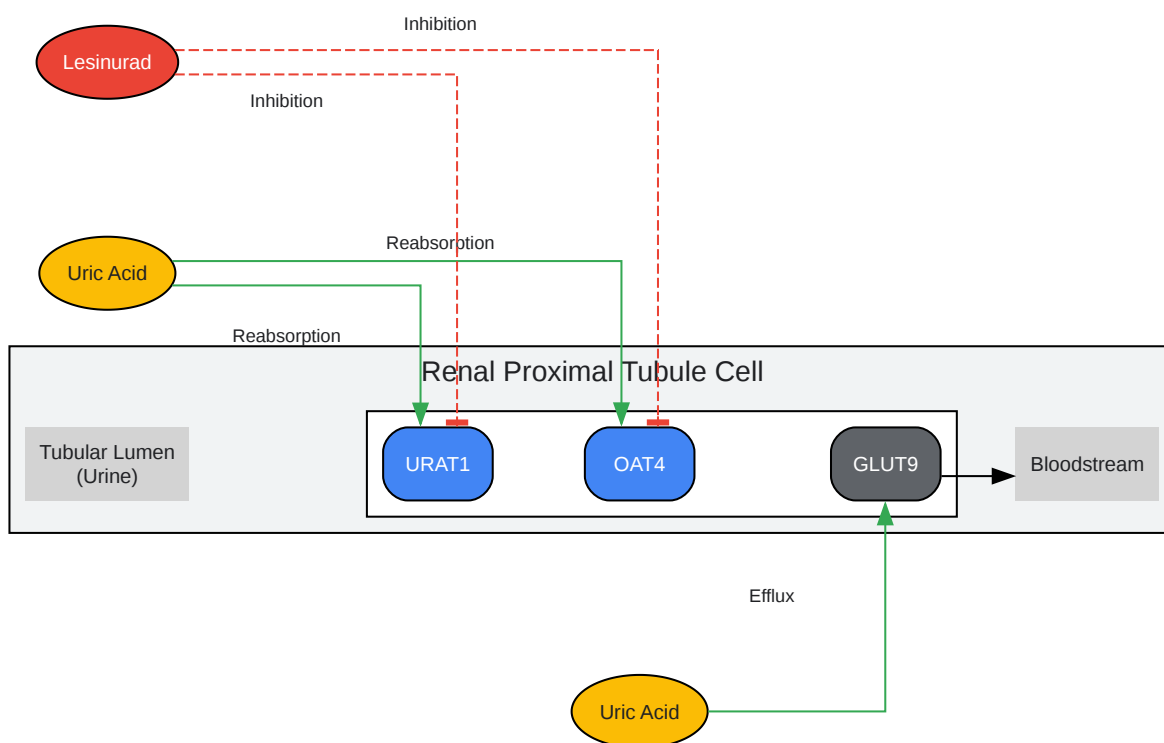 Inhibition
Lesinurad
Inhibition
Reabsorption
Uric Acid
Reabsorption
Renal Proximal Tubule Cell
Tubular Lumen
(Urine)
URAT1
OAT4
GLUT9
Bloodstream
Efflux
Uric Acid